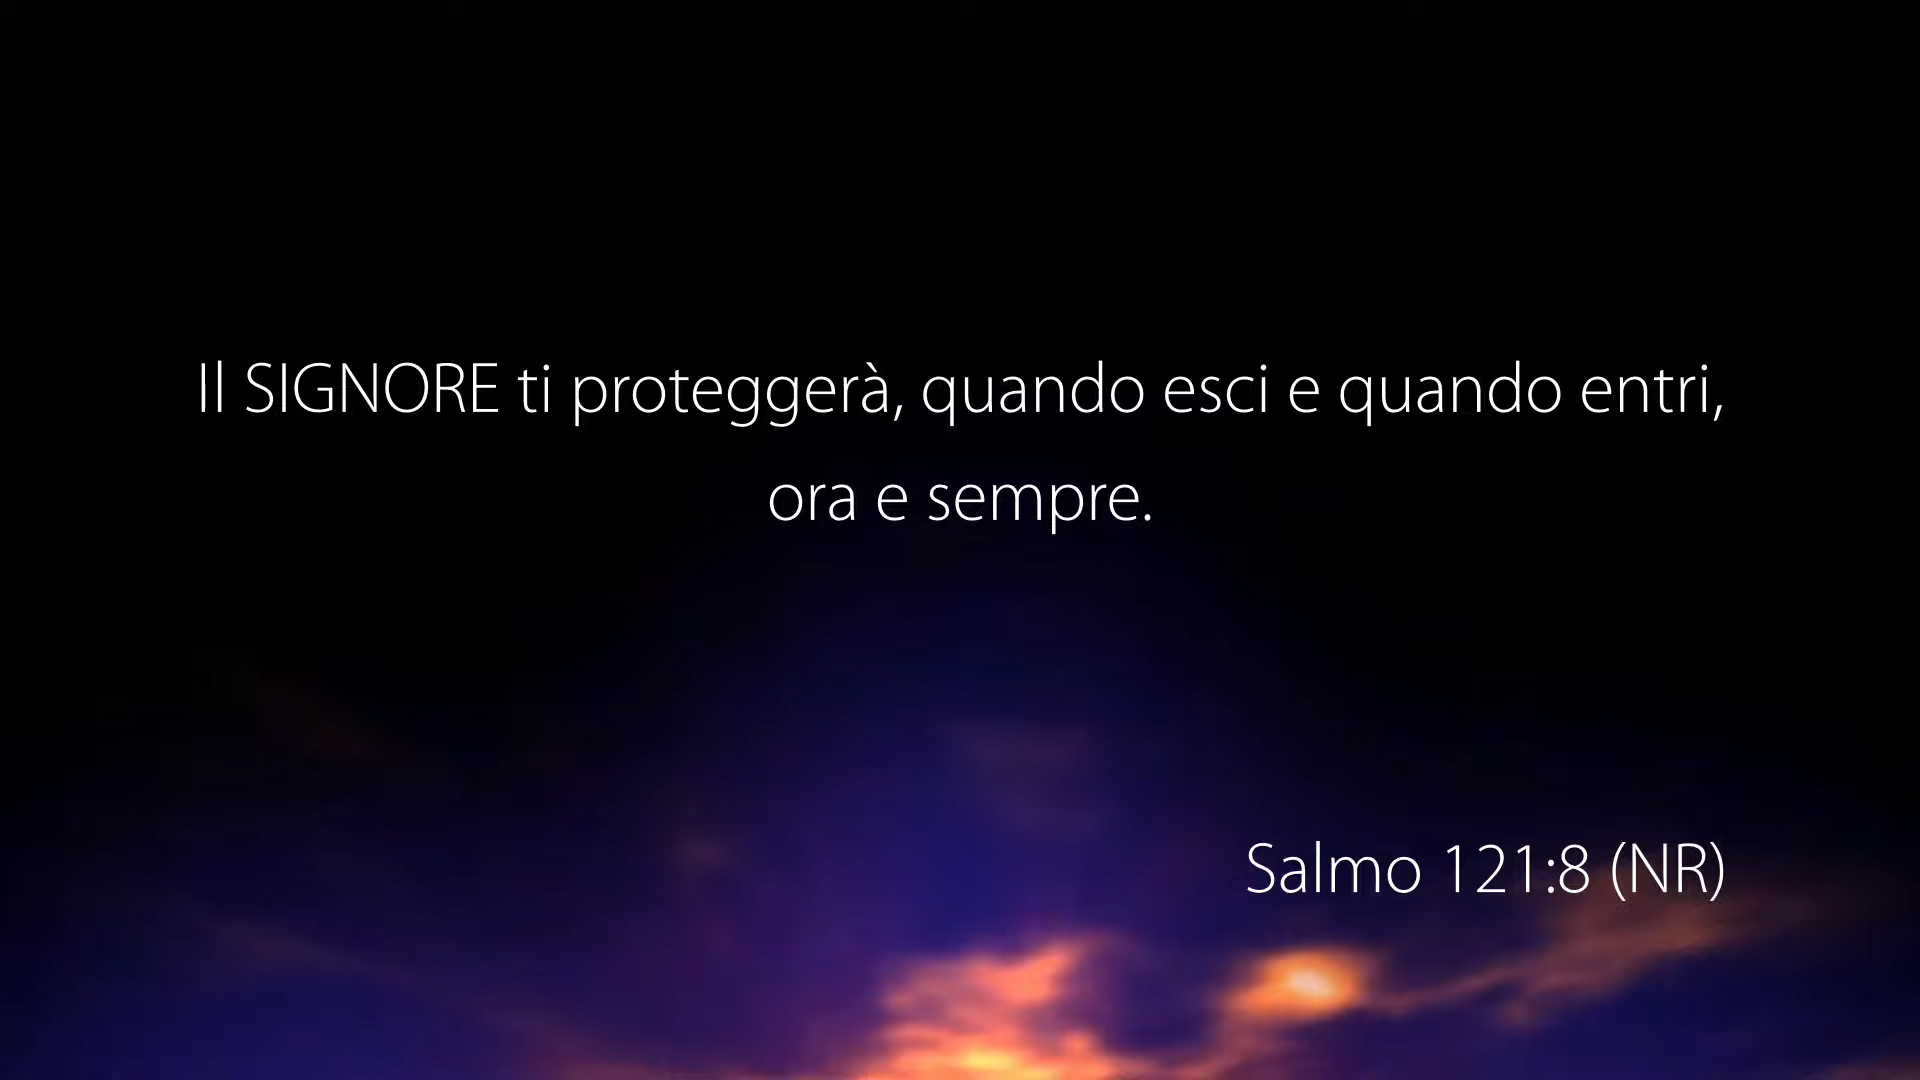 Il SIGNORE ti proteggerà, quando esci e quando entri,
ora e sempre.
Salmo 121:8 (NR)